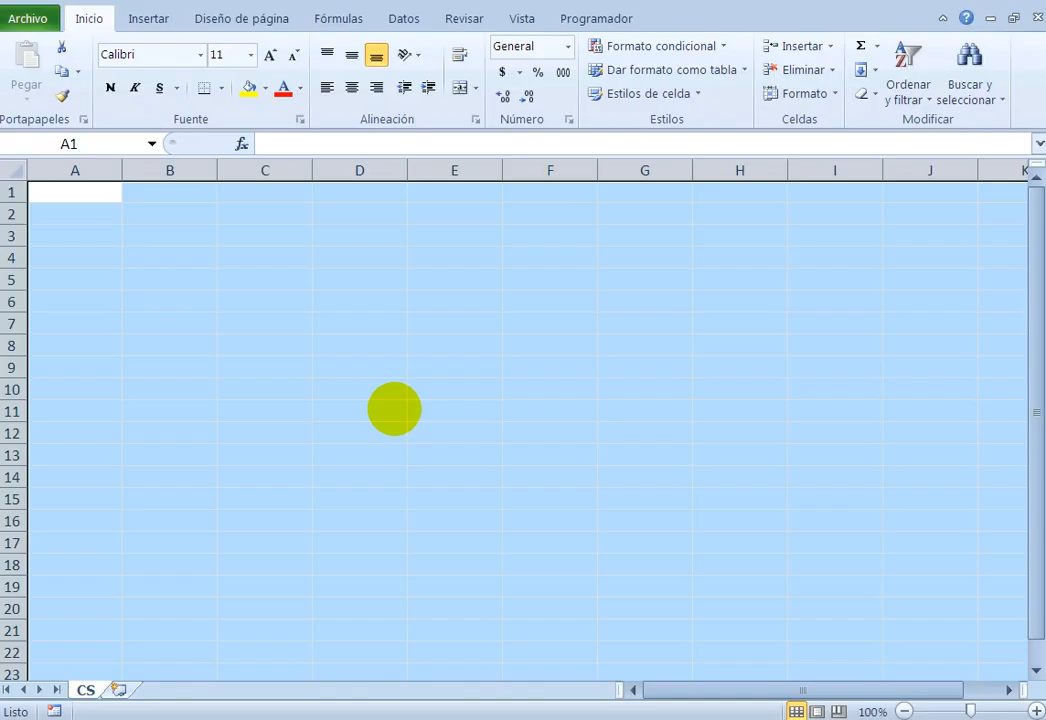 Archivo Inicio Insertar Diseño de página Fórmulas Datos Revisar Vista Programador
Calibri 11 General Formato condicional Insertar Σ
Pegar Dar formato como tabla Eliminar Ordenar y filtrar Buscar y seleccionar
N K S A $ % 000 Estilos de celda Formato
Portapapeles Fuente Alineación Número Estilos Celdas Modificar
A1 fx
A B C D E F G H I J K
1
2
3
4
5
6
7
8
9
10
11
12
13
14
15
16
17
18
19
20
21
22
23
CS
Listo 100%